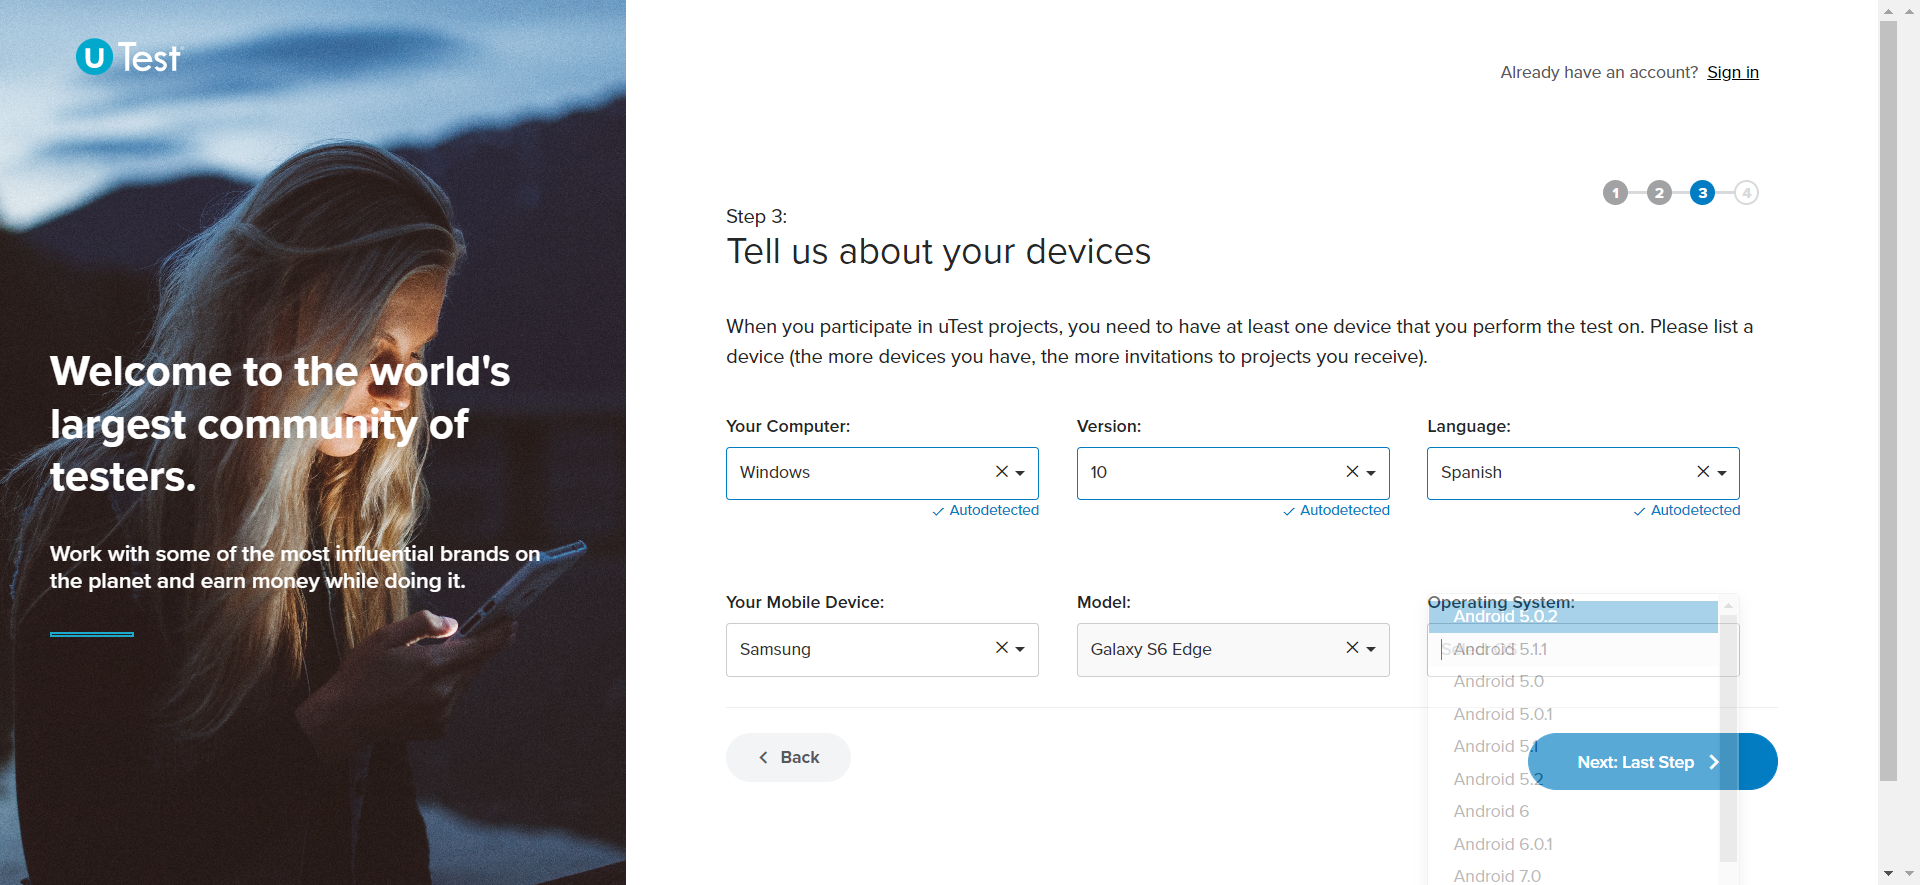 uTest
Already have an account? Sign in
1 2 3 4
Step 3:
Tell us about your devices
When you participate in uTest projects, you need to have at least one device that you perform the test on. Please list a
device (the more devices you have, the more invitations to projects you receive).
Welcome to the world's
largest community of
testers.
Work with some of the most influential brands on
the planet and earn money while doing it.
Your Computer: Version: Language:
Windows 10 Spanish
Autodetected Autodetected Autodetected
Your Mobile Device: Model: Operating System:
Samsung Galaxy S6 Edge
Android 5.0.2
Android 5.1.1
Android 5.0
Android 5.0.1
Android 5.1
Android 5.2
Android 6
Android 6.0.1
Android 7.0
Back
Next: Last Step